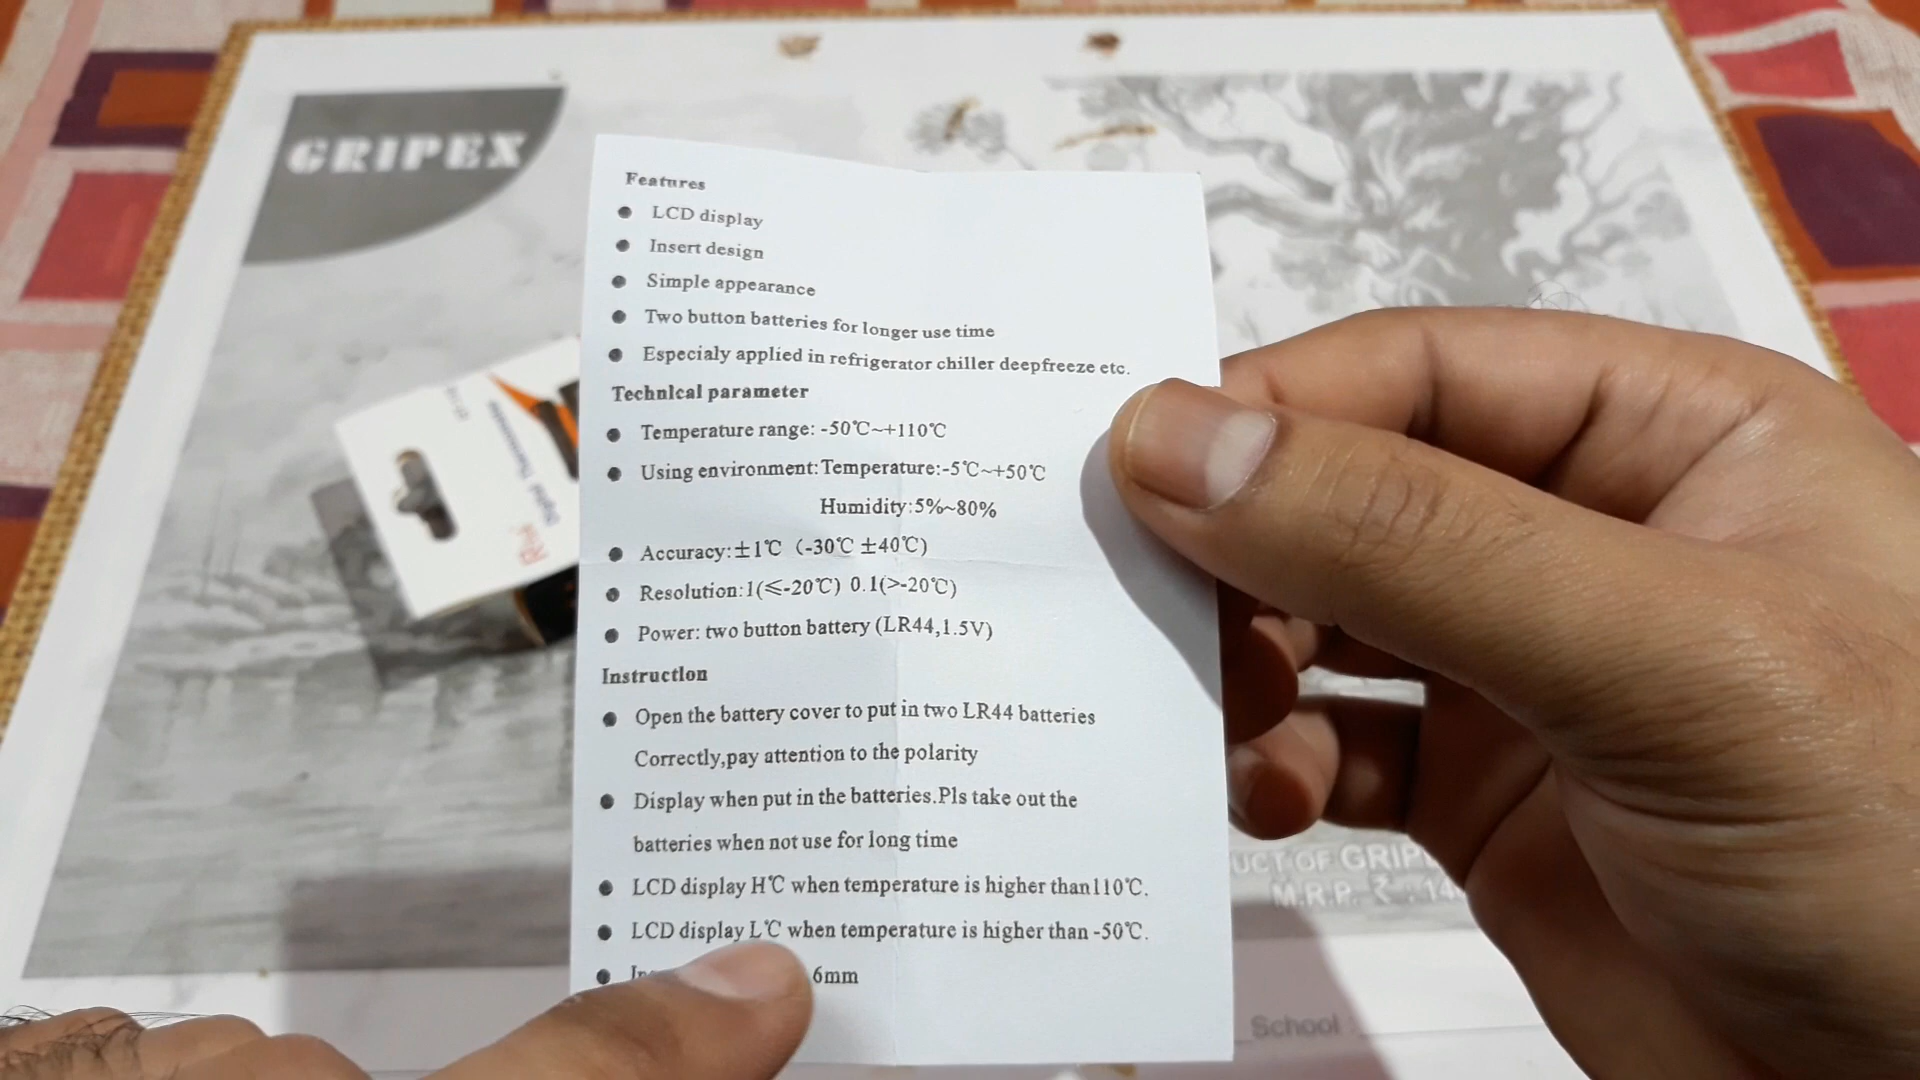 GRIPEX
Features
● LCD display
● Insert design
● Simple appearance
● Two button batteries for longer use time
● Especialy applied in refrigerator chiller deepfreeze etc.
Technical parameter
● Temperature range: -50℃~+110℃
● Using environment:Temperature:-5℃~+50℃
Humidity:5%~80%
● Accuracy:±1℃ (-30℃ ±40℃)
● Resolution:1(≤-20℃) 0.1(>-20℃)
● Power: two button battery (LR44,1.5V)
Instruction
● Open the battery cover to put in two LR44 batteries
Correctly,pay attention to the polarity
● Display when put in the batteries.Pls take out the
batteries when not use for long time
● LCD display H℃ when temperature is higher than110℃.
● LCD display L℃ when temperature is higher than -50℃.
● 6mm
Digital Thermometer
OF
M.R.P. ₹
School